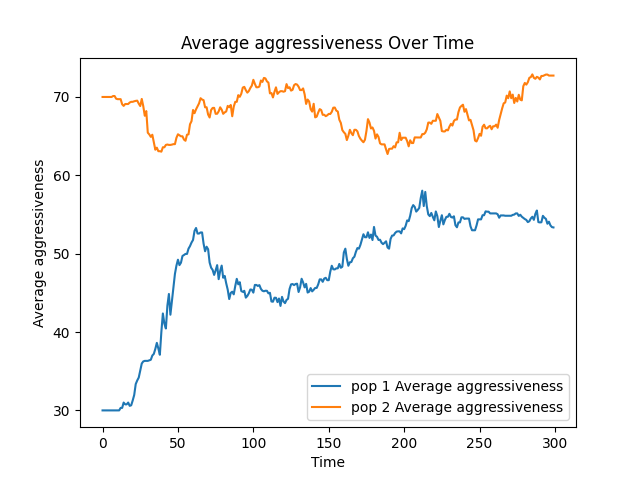 Average aggressiveness Over Time
Average aggressiveness
70
60
50
40
30
pop 1 Average aggressiveness
pop 2 Average aggressiveness
0 50 100 150 200 250 300
Time